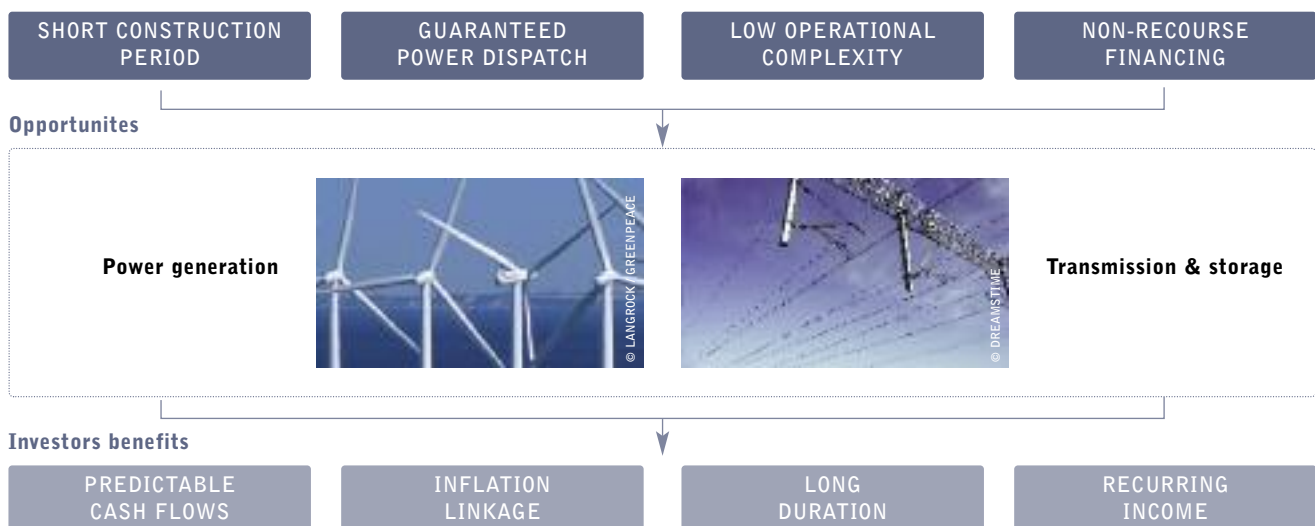 SHORT CONSTRUCTION
PERIOD
GUARANTEED
POWER DISPATCH
LOW OPERATIONAL
COMPLEXITY
NON-RECOURSE
FINANCING
Opportunites
Power generation
© LANGROCK / GREENPEACE
© DREAMSTIME
Transmission & storage
Investors benefits
PREDICTABLE
CASH FLOWS
INFLATION
LINKAGE
LONG
DURATION
RECURRING
INCOME